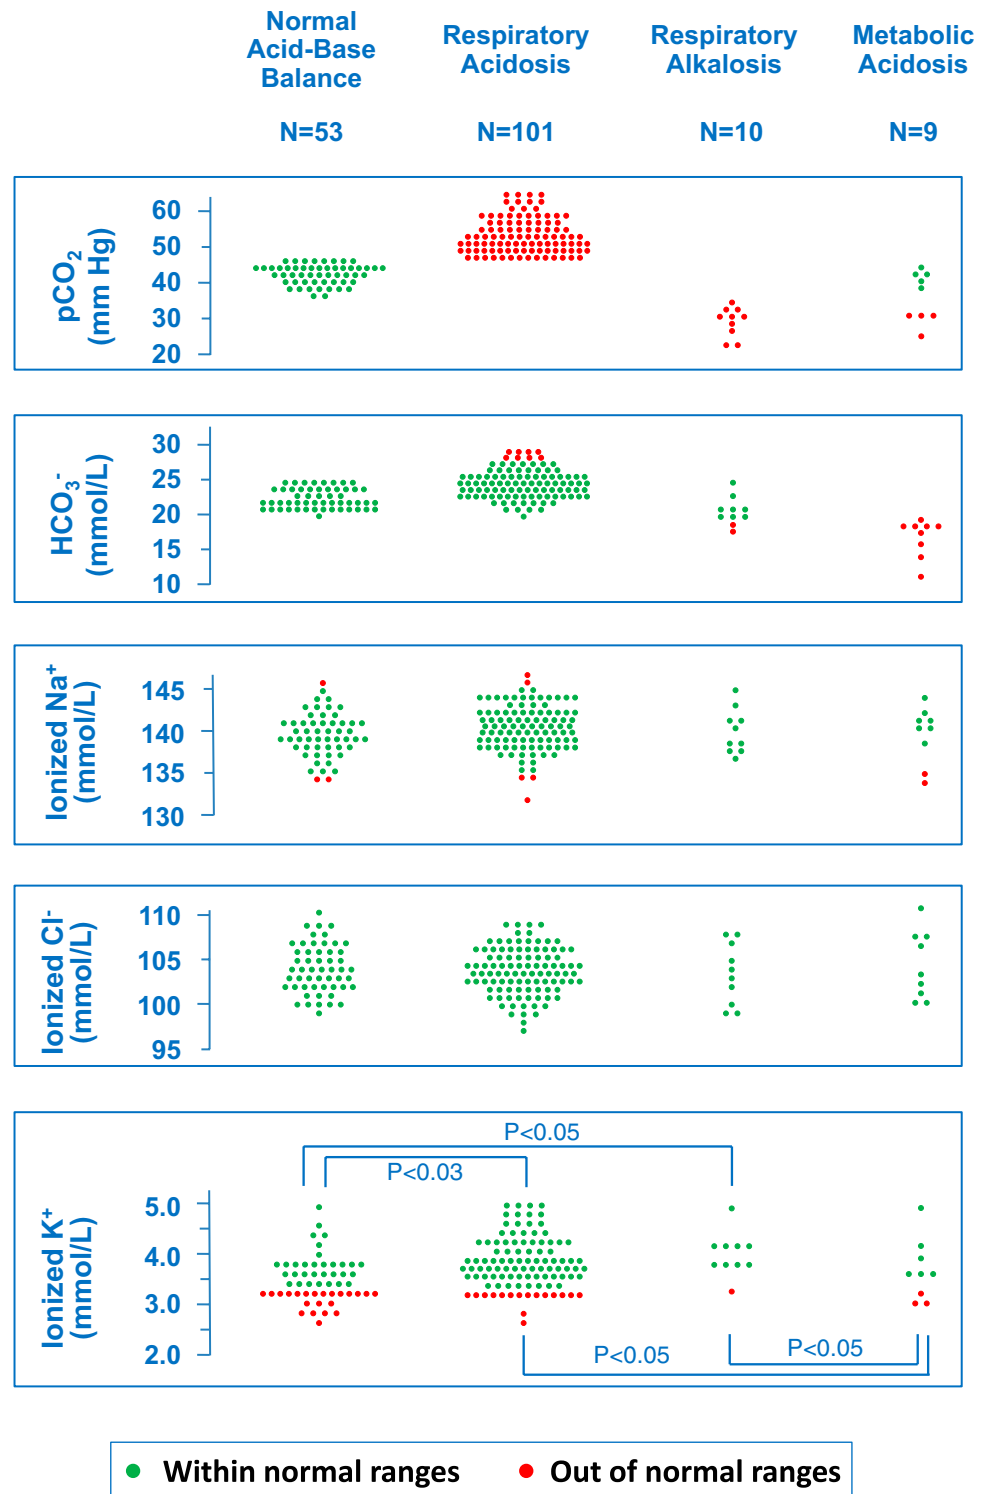 Normal
Acid-Base
Balance
N=53
Respiratory
Acidosis
N=101
Respiratory
Alkalosis
N=10
Metabolic
Acidosis
N=9
pCO₂
(mm Hg)
60
50
40
30
20
HCO₃⁻
(mmol/L)
30
25
20
15
10
Ionized Na⁺
(mmol/L)
145
140
135
130
Ionized Cl⁻
(mmol/L)
110
105
100
95
Ionized K⁺
(mmol/L)
5.0
4.0
3.0
2.0
P<0.05
P<0.03
P<0.05
P<0.05
Within normal ranges
Out of normal ranges